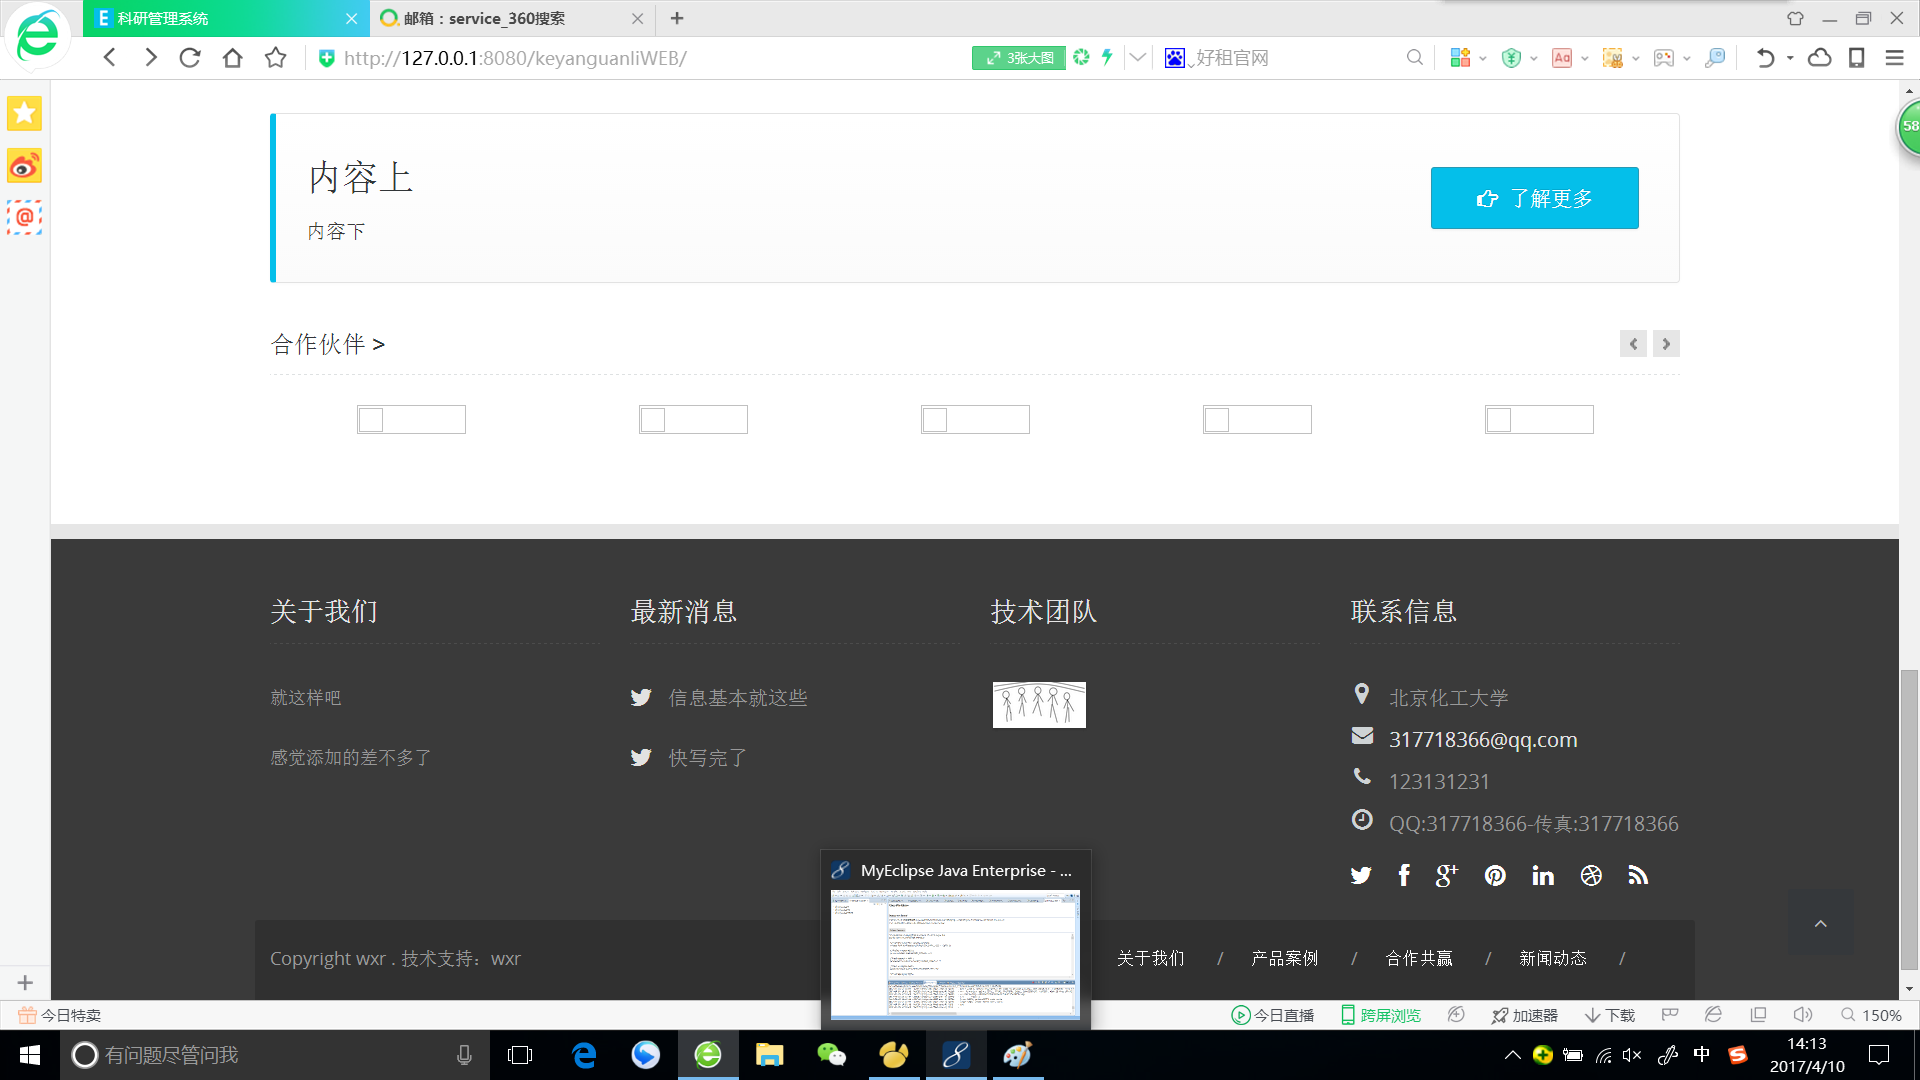 科研管理系统
邮箱：service_360搜索
http://127.0.0.1:8080/keyanguanliWEB/
3张大图
好租官网
58
内容上
内容下
了解更多
合作伙伴 >
关于我们
最新消息
技术团队
联系信息
就这样吧
信息基本就这些
北京化工大学
317718366@qq.com
感觉添加的差不多了
快写完了
123131231
QQ:317718366-传真:317718366
MyEclipse Java Enterprise - ...
Copyright wxr . 技术支持：wxr
关于我们 / 产品案例 / 合作共赢 / 新闻动态 /
今日特卖
今日直播
跨屏浏览
加速器
下载
150%
有问题尽管问我
中
14:13
2017/4/10